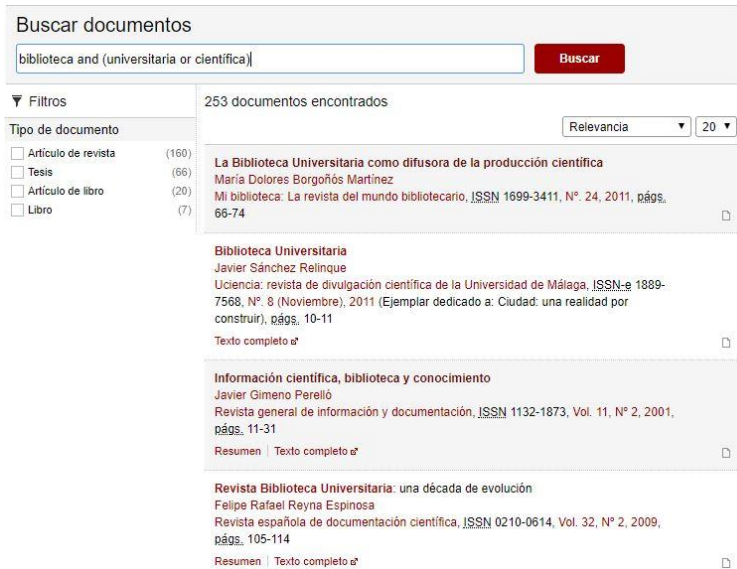 Buscar documentos
biblioteca and (universitaria or científica)
Buscar
Filtros
Tipo de documento
Artículo de revista (160)
Tesis (66)
Artículo de libro (20)
Libro (7)
253 documentos encontrados
Relevancia 20
La Biblioteca Universitaria como difusora de la producción científica
María Dolores Borgoñós Martínez
Mi biblioteca: La revista del mundo bibliotecario, ISSN 1699-3411, Nº. 24, 2011, págs.
66-74
Biblioteca Universitaria
Javier Sánchez Relinque
Uciencia: revista de divulgación científica de la Universidad de Málaga, ISSN-e 1889-
7568, Nº. 8 (Noviembre), 2011 (Ejemplar dedicado a: Ciudad: una realidad por
construir), págs. 10-11
Texto completo
Información científica, biblioteca y conocimiento
Javier Gimeno Perelló
Revista general de información y documentación, ISSN 1132-1873, Vol. 11, Nº 2, 2001,
págs. 11-31
Resumen | Texto completo
Revista Biblioteca Universitaria: una década de evolución
Felipe Rafael Reyna Espinosa
Revista española de documentación científica, ISSN 0210-0614, Vol. 32, Nº 2, 2009,
págs. 105-114
Resumen | Texto completo